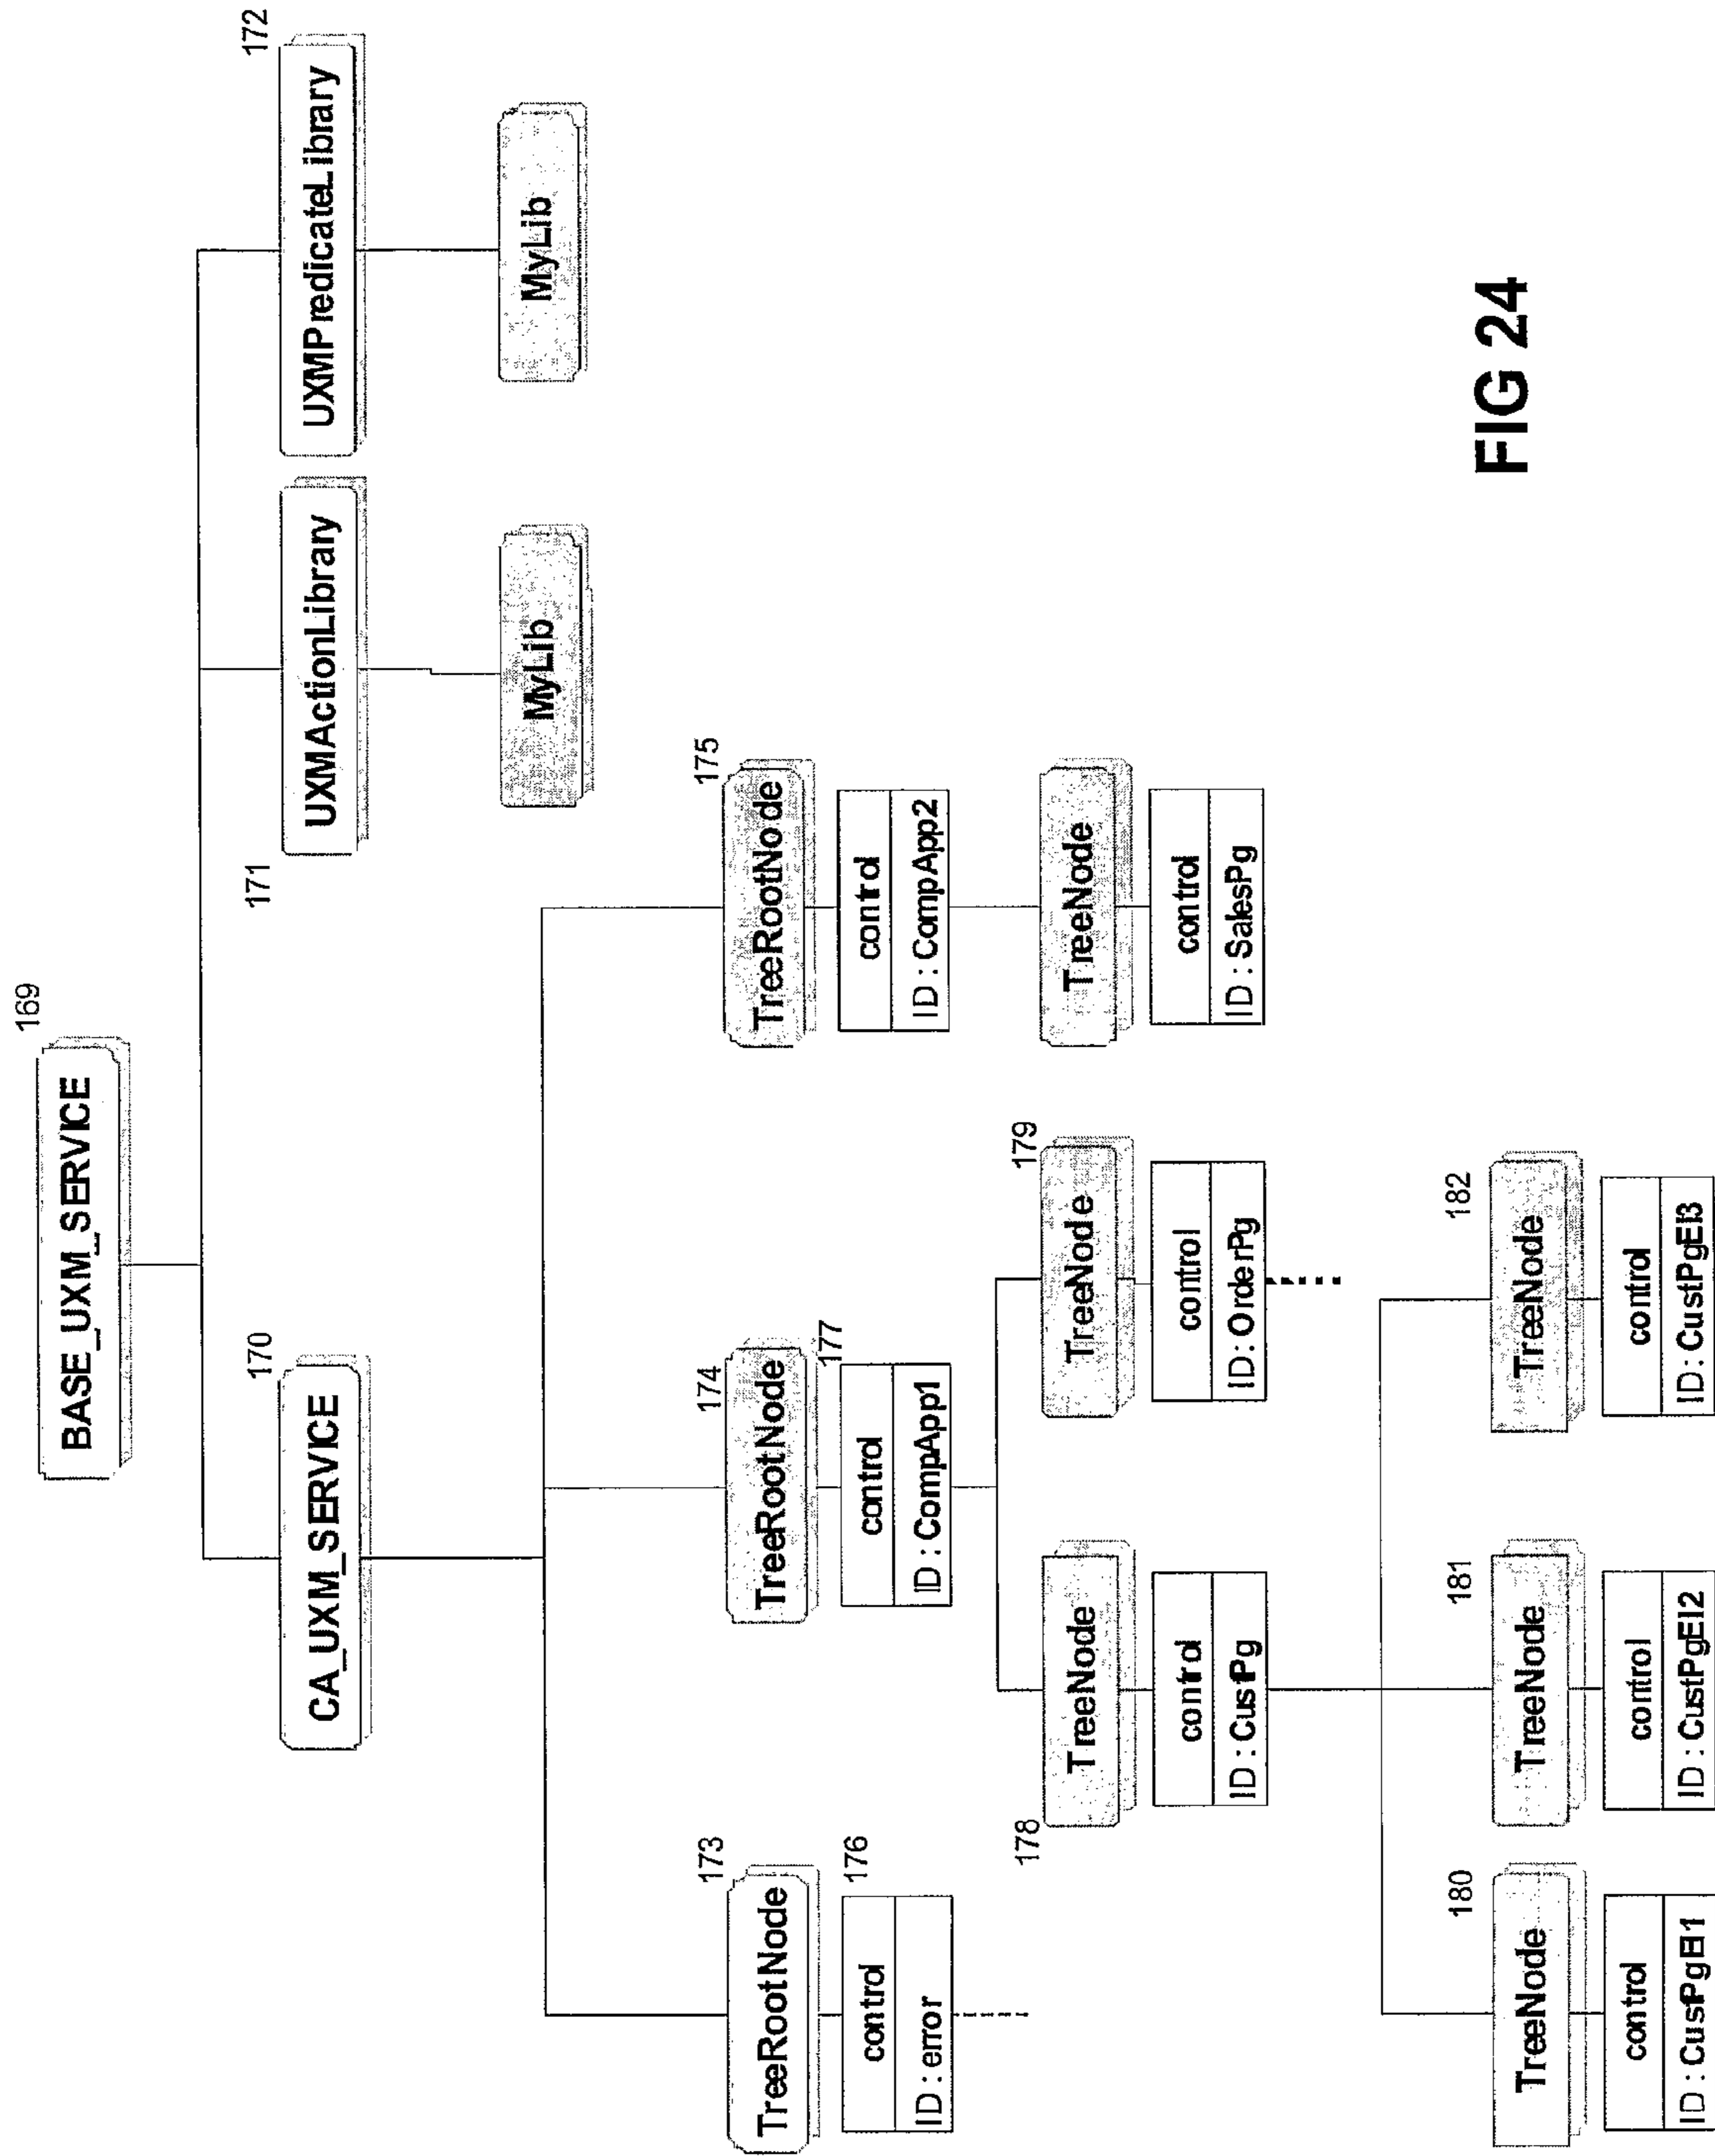 169
BASE_UXM_SERVICE
170
CA_UXM_SERVICE
171
UXMActionLibrary
172
UXMPredicateLibrary
MyLib
MyLib
173
TreeRootNode
174
TreeRootNode
175
TreeRootNode
176
control
ID:error
177
control
ID:CompApp1
control
ID:CompApp2
178
TreeNode
179
TreeNode
TreeNode
control
ID:CustPg
control
ID:OrderPg
control
ID:SalesPg
180
TreeNode
181
TreeNode
182
TreeNode
control
ID:CustPgEl1
control
ID:CustPgEl2
control
ID:CustPgEl3
FIG 24